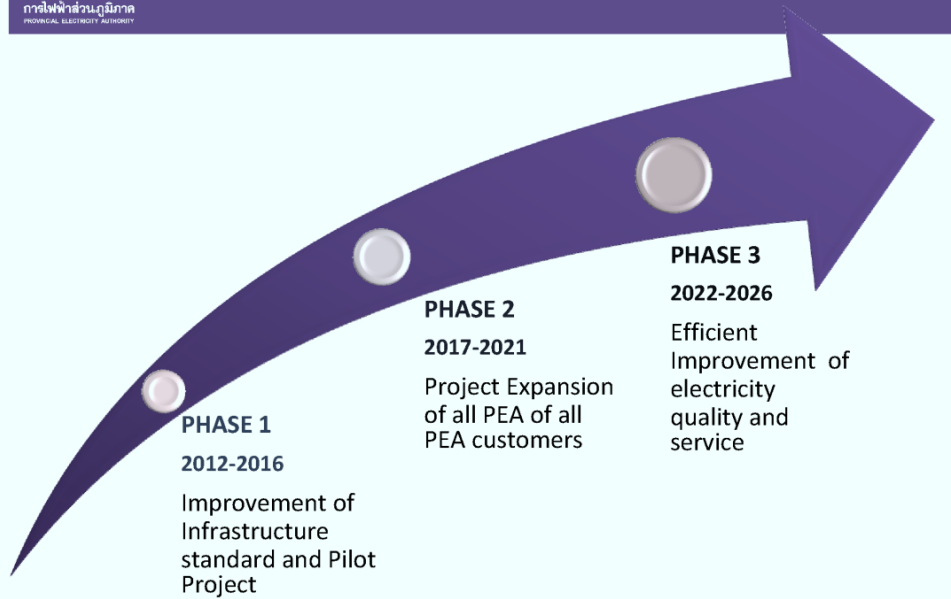 การไฟฟ้าส่วนภูมิภาค
PROVINCIAL ELECTRICITY AUTHORITY
PHASE 1
2012-2016
Improvement of
Infrastructure
standard and Pilot
Project
PHASE 2
2017-2021
Project Expansion
of all PEA of all
PEA customers
PHASE 3
2022-2026
Efficient
Improvement of
electricity
quality and
service